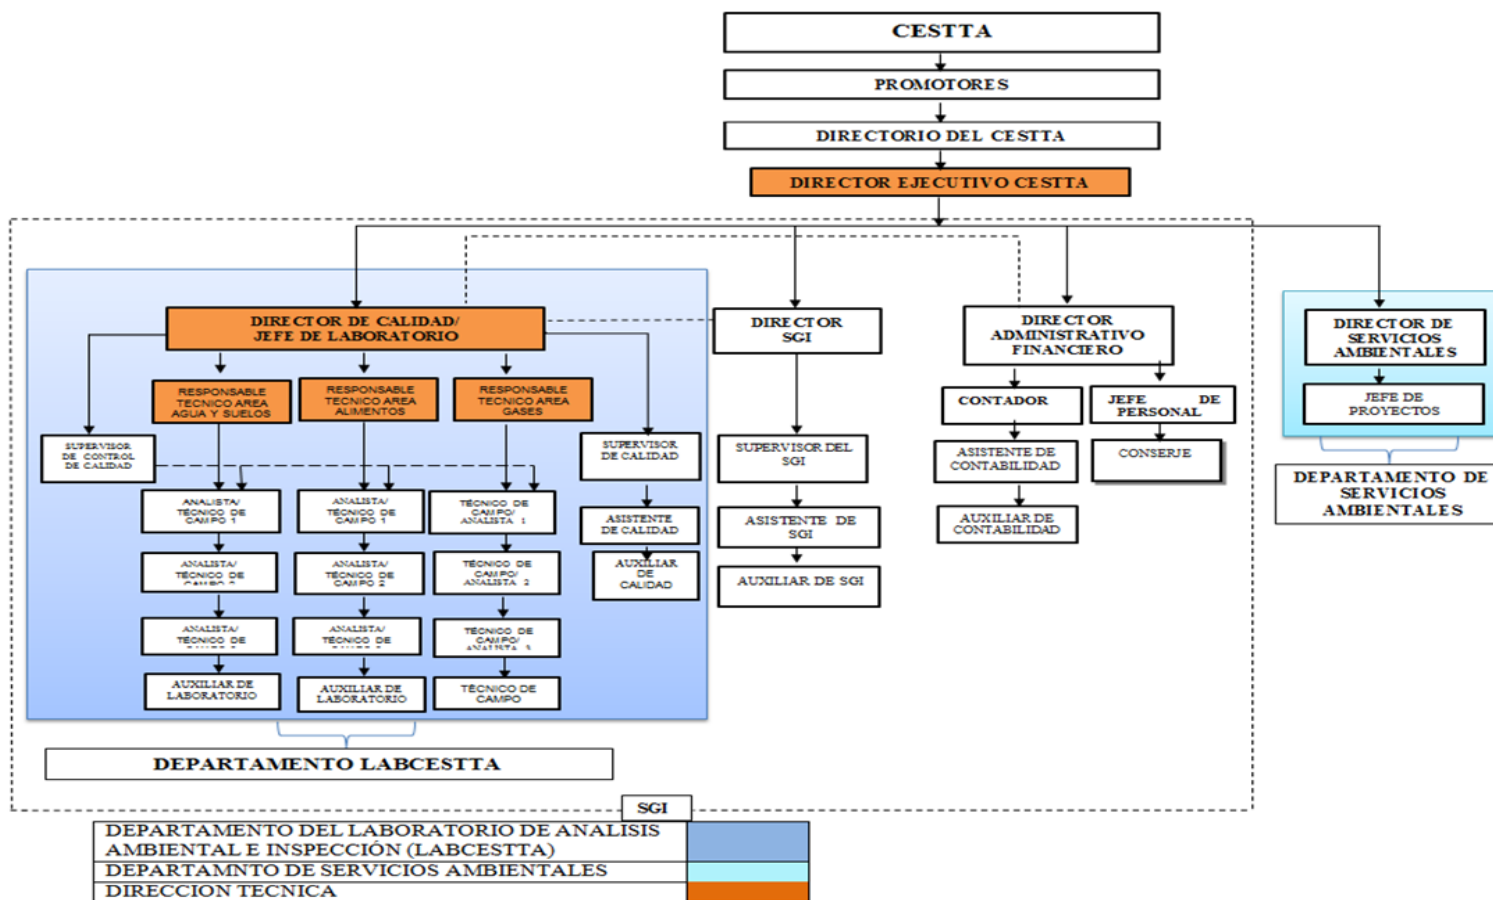 CESTTA
PROMOTORES
DIRECTORIO DEL CESTTA
DIRECTOR EJECUTIVO CESTTA
DIRECTOR DE CALIDAD/
JEFE DE LABORATORIO
DIRECTOR
SGI
DIRECTOR
ADMINISTRATIVO
FINANCIERO
DIRECTOR DE
SERVICIOS
AMBIENTALES
RESPONSABLE
TECNICO AREA
AGUA Y SUELOS
RESPONSABLE
TECNICO AREA
ALIMENTOS
RESPONSABLE
TECNICO AREA
GASES
CONTADOR
JEFE DE
PERSONAL
JEFE DE
PROYECTOS
SUPERVISOR
DE CONTROL
DE CALIDAD
SUPERVISOR
DE CALIDAD
SUPERVISOR DEL
SGI
ASISTENTE DE
CONTABILIDAD
CONSERJE
DEPARTAMENTO DE
SERVICIOS
AMBIENTALES
ANALISTA/
TÉCNICO DE
CAMPO 1
ANALISTA/
TÉCNICO DE
CAMPO 1
TÉCNICO DE
CAMPO/
ANALISTA 1
ASISTENTE
DE CALIDAD
ASISTENTE DE
SGI
AUXILIAR DE
CONTABILIDAD
ANALISTA/
TÉCNICO DE
CAMPO 2
ANALISTA/
TÉCNICO DE
CAMPO 2
TÉCNICO DE
CAMPO/
ANALISTA 2
AUXILIAR
DE
CALIDAD
AUXILIAR DE SGI
ANALISTA/
TÉCNICO DE
ANALISTA/
TÉCNICO DE
TÉCNICO DE
CAMPO/
ANALISTA 3
AUXILIAR DE
LABORATORIO
AUXILIAR DE
LABORATORIO
TÉCNICO DE
CAMPO
DEPARTAMENTO LABCESTTA
SGI
DEPARTAMENTO DEL LABORATORIO DE ANALISIS
AMBIENTAL E INSPECCIÓN (LABCESTTA)
DEPARTAMNTO DE SERVICIOS AMBIENTALES
DIRECCION TECNICA